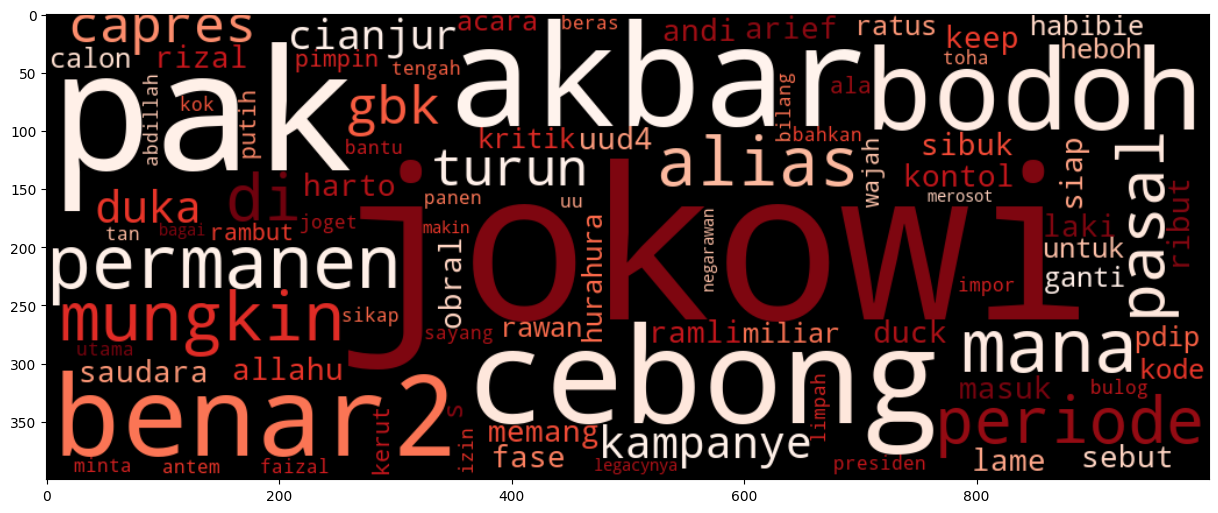 0
50
100
150
200
250
300
350
0
200
400
600
800
capres
cianjur
acara
beras
andi
arief
ratus
keep
habibie
heboh
calon
rizal
pimpin
tengah
toha
pak
akbar
bodoh
abdillah
kok
putih
gbk
bantu
kritik
uud4
bahkan
bilang
ala
sibuk
siap
pasal
turun
alias
wajah
kontol
merosot
duka
di
harto
panen
uu
jokowi
laki
ribut
tan
bagai
rambut
joget
makin
negarawan
untuk
permanen
obral
hurahura
impor
ganti
mungkin
sikap
sayang
rawan
ramli
miliar
duck
mana
pdip
utama
saudara
allahu
cebong
kode
masuk
bulog
benar2
kerut
S
izin
memang
limpah
periode
kampanye
fase
minta
antem
faizal
legacynya
presiden
lame
sebut